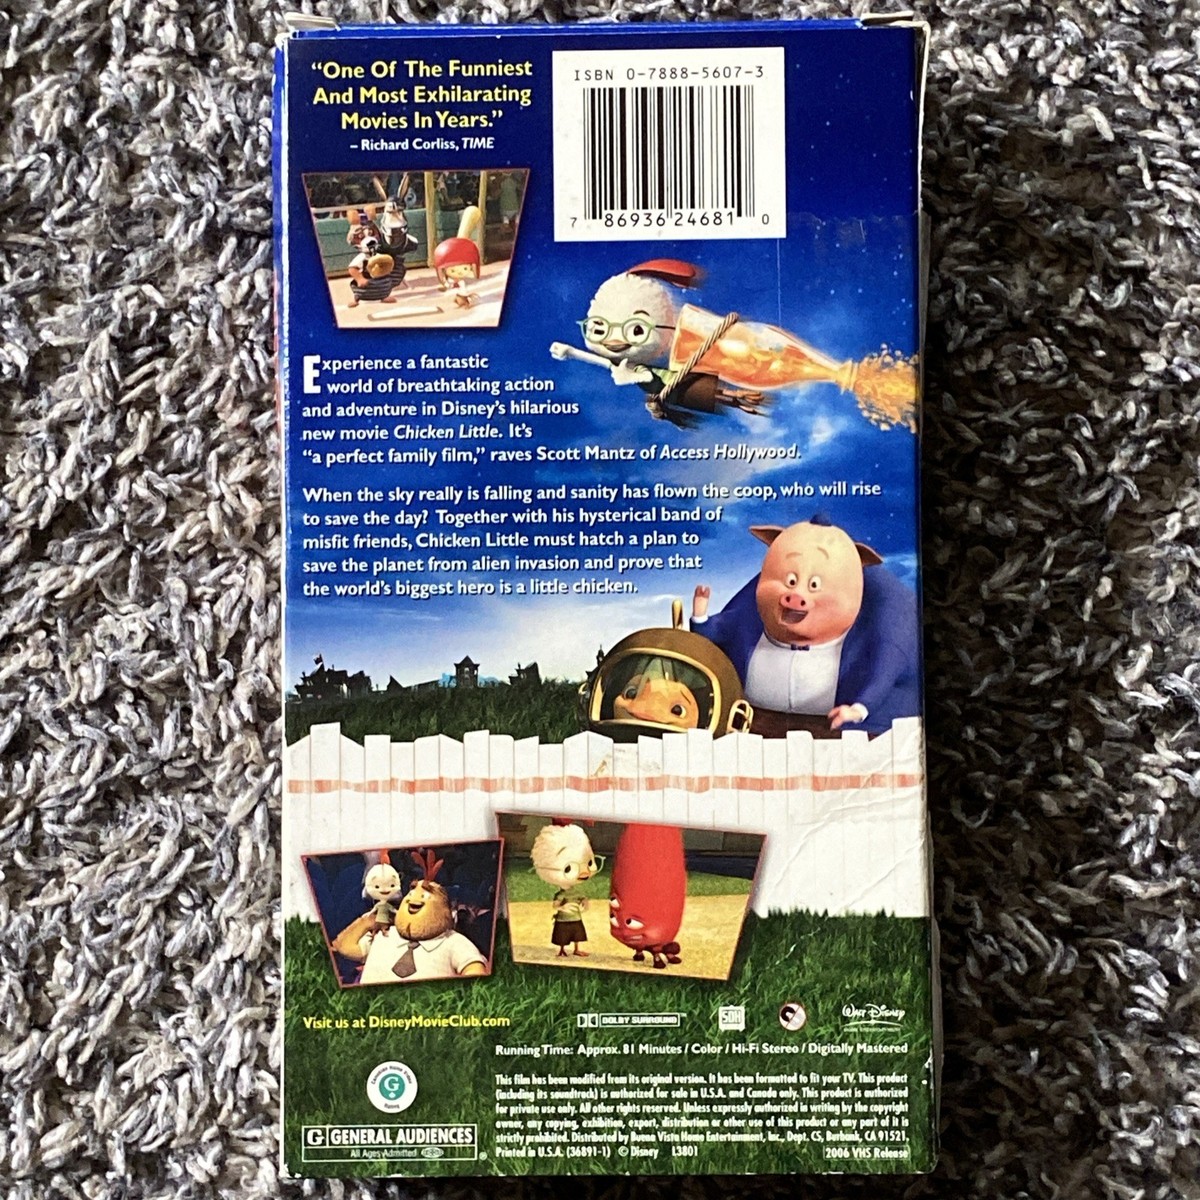 “One Of The Funniest
And Most Exhilarating
Movies In Years.”
– Richard Corliss, TIME
ISBN 0-7888-5607-3
7 86936 24681 0
Experience a fantastic
world of breathtaking action
and adventure in Disney’s hilarious
new movie Chicken Little. It’s
“a perfect family film,” raves Scott Mantz of Access Hollywood.
When the sky really is falling and sanity has flown the coop, who will rise
to save the day? Together with his hysterical band of
misfit friends, Chicken Little must hatch a plan to
save the planet from alien invasion and prove that
the world’s biggest hero is a little chicken.
Visit us at DisneyMovieClub.com
DOLBY SURROUND
SDH
Walt Disney
Running Time: Approx. 81 Minutes / Color / Hi-Fi Stereo / Digitally Mastered
This film has been modified from its original version. It has been formatted to fit your TV. This product
(including its soundtrack) is authorized for sale in U.S.A. and Canada only. This product is authorized
for private use only. All other rights reserved. Unless expressly authorized in writing by the copyright
owner, any copying, exhibition, export, distribution or other use of this product or any part of it is
strictly prohibited. Distributed by Buena Vista Home Entertainment, Inc., Dept. CS, Burbank, CA 91521.
Printed in U.S.A. (36891-1) © Disney L3801
2006 VHS Release
Canadian Home Video
G
Rating
G GENERAL AUDIENCES
All Ages Admitted
®